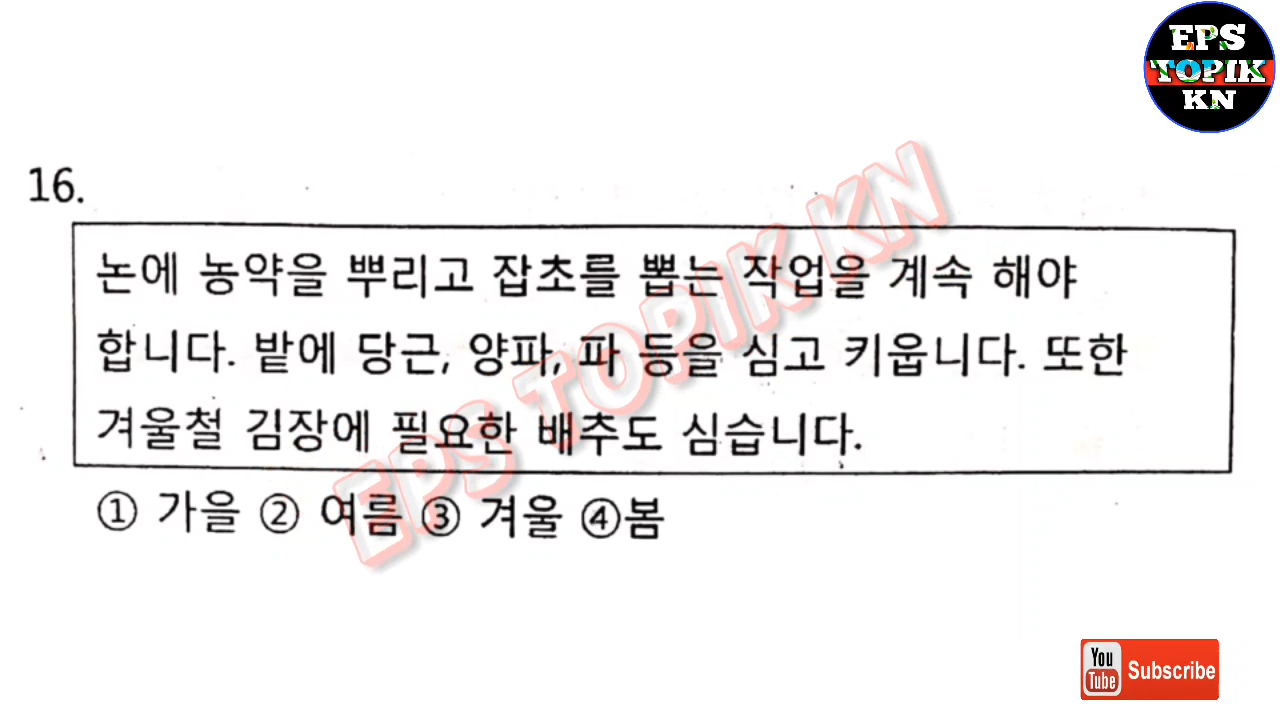 EPS
TOPIK
KN
16.
논에 농약을 뿌리고 잡초를 뽑는 작업을 계속 해야
합니다. 밭에 당근, 양파, 파 등을 심고 키웁니다. 또한
겨울철 김장에 필요한 배추도 심습니다.
① 가을 ② 여름 ③ 겨울 ④봄
EPS TOPIK KN
You
Tube
Subscribe